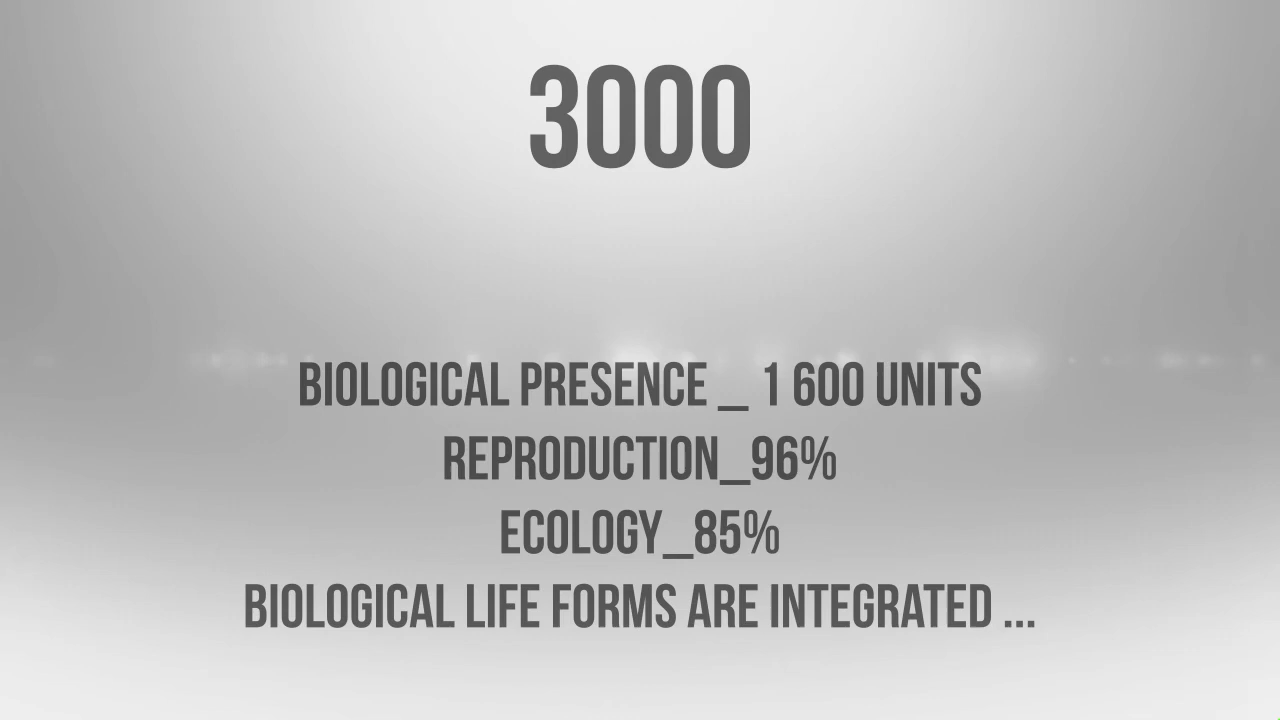 3000
BIOLOGICAL PRESENCE _ 1 600 UNITS
REPRODUCTION_96%
ECOLOGY_85%
BIOLOGICAL LIFE FORMS ARE INTEGRATED ...